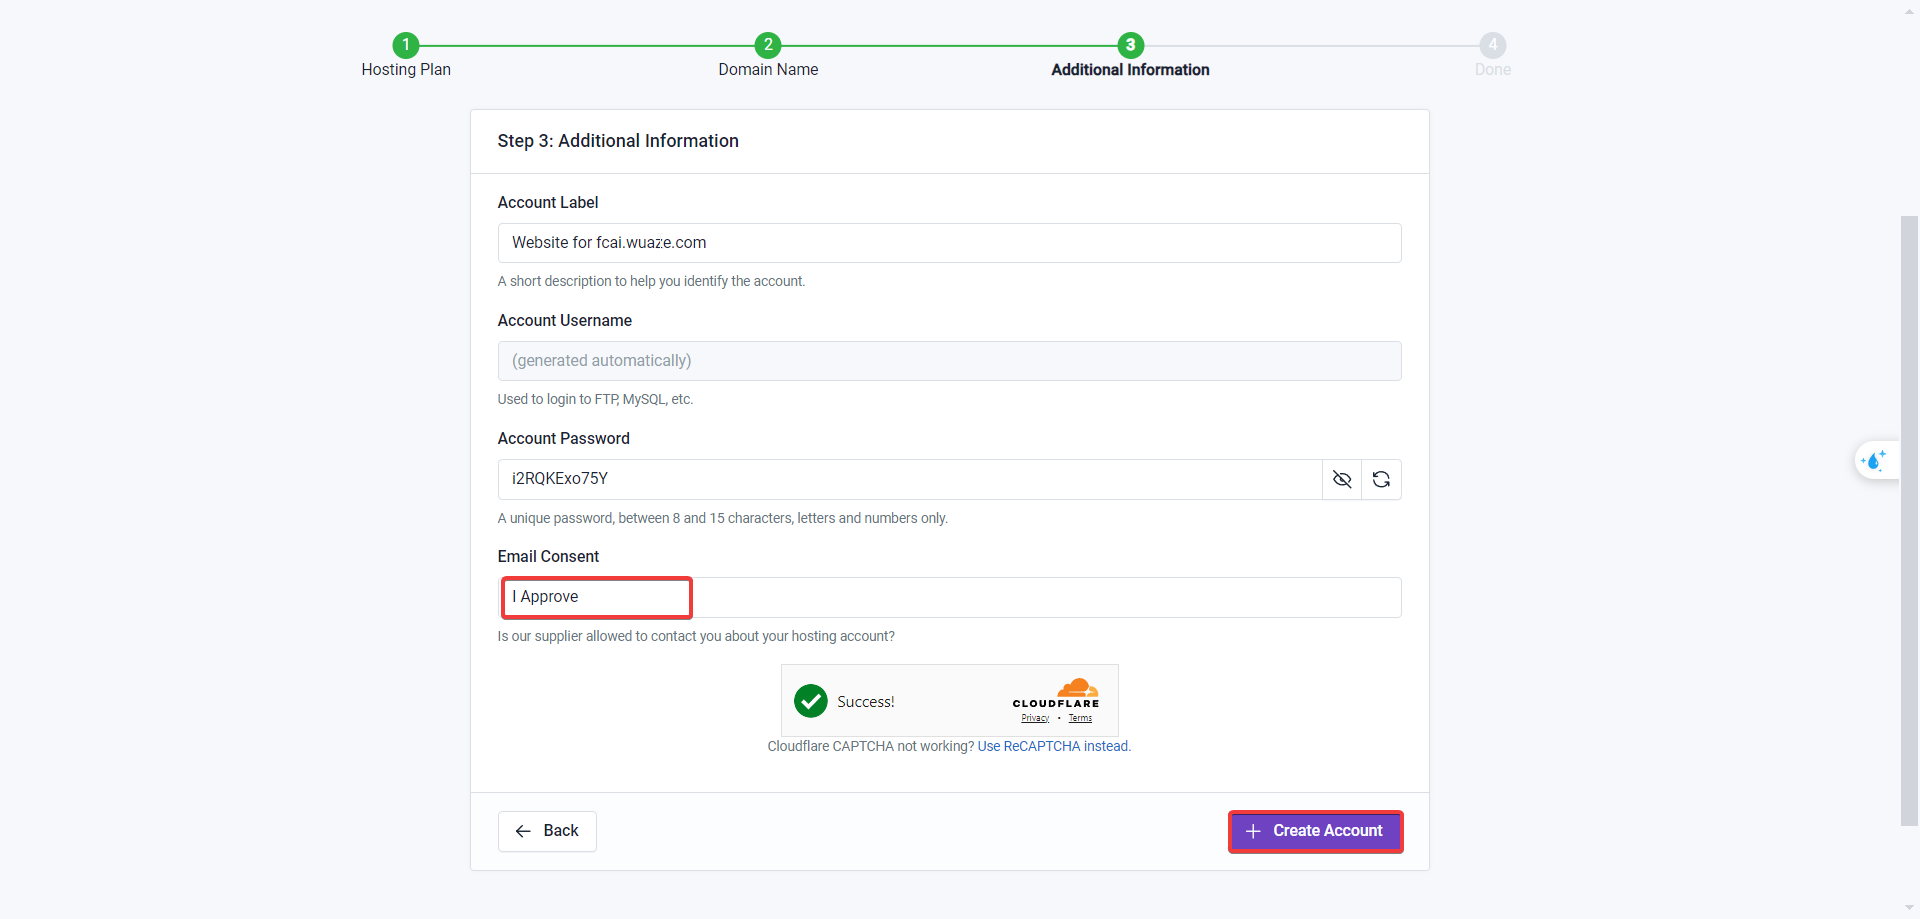 1
2
3
4
Hosting Plan
Domain Name
Additional Information
Done
Step 3: Additional Information
Account Label
Website for fcai.wuaze.com
A short description to help you identify the account.
Account Username
(generated automatically)
Used to login to FTP, MySQL, etc.
Account Password
i2RQKExo75Y
A unique password, between 8 and 15 characters, letters and numbers only.
Email Consent
I Approve
Is our supplier allowed to contact you about your hosting account?
Success!
CLOUDFLARE
Privacy • Terms
Cloudflare CAPTCHA not working? Use ReCAPTCHA instead.
Back
Create Account